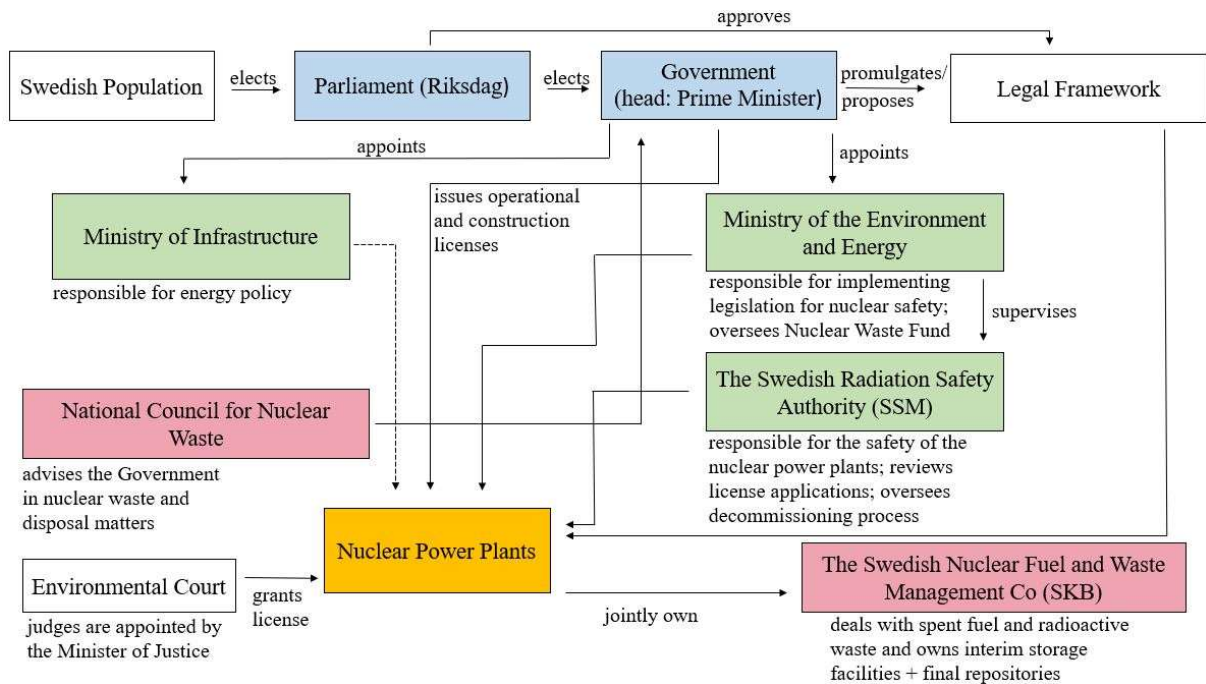 approves
Swedish Population
elects
Parliament (Riksdag)
elects
Government
(head: Prime Minister)
promulgates/
proposes
Legal Framework
appoints
appoints
issues operational
and construction
licenses
Ministry of Infrastructure
responsible for energy policy
Ministry of the Environment
and Energy
responsible for implementing
legislation for nuclear safety;
oversees Nuclear Waste Fund
supervises
The Swedish Radiation Safety
Authority (SSM)
responsible for the safety of the
nuclear power plants; reviews
license applications; oversees
decommissioning process
National Council for Nuclear
Waste
advises the Government
in nuclear waste and
disposal matters
Nuclear Power Plants
Environmental Court
grants
license
judges are appointed by
the Minister of Justice
jointly own
The Swedish Nuclear Fuel and Waste
Management Co (SKB)
deals with spent fuel and radioactive
waste and owns interim storage
facilities + final repositories